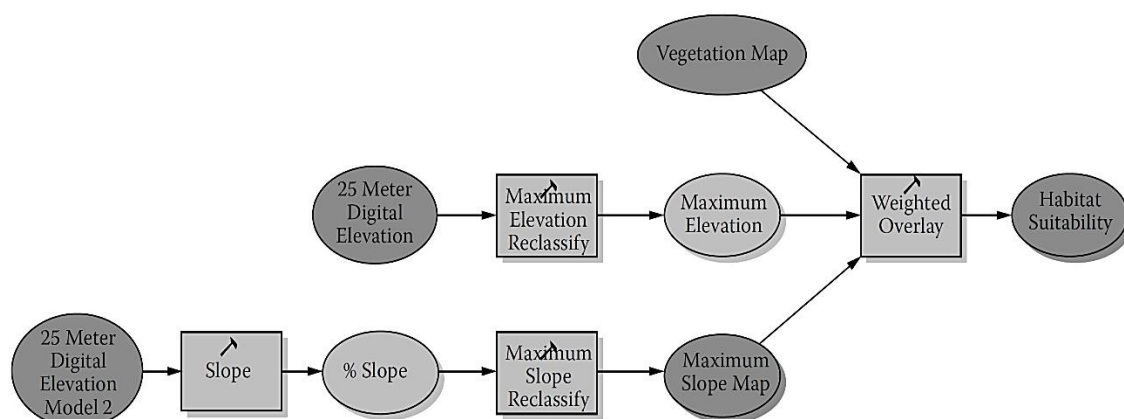 Vegetation Map
25 Meter
Digital
Elevation
Maximum
Elevation
Reclassify
Maximum
Elevation
Weighted
Overlay
Habitat
Suitability
25 Meter
Digital
Elevation
Model 2
Slope
% Slope
Maximum
Slope
Reclassify
Maximum
Slope Map